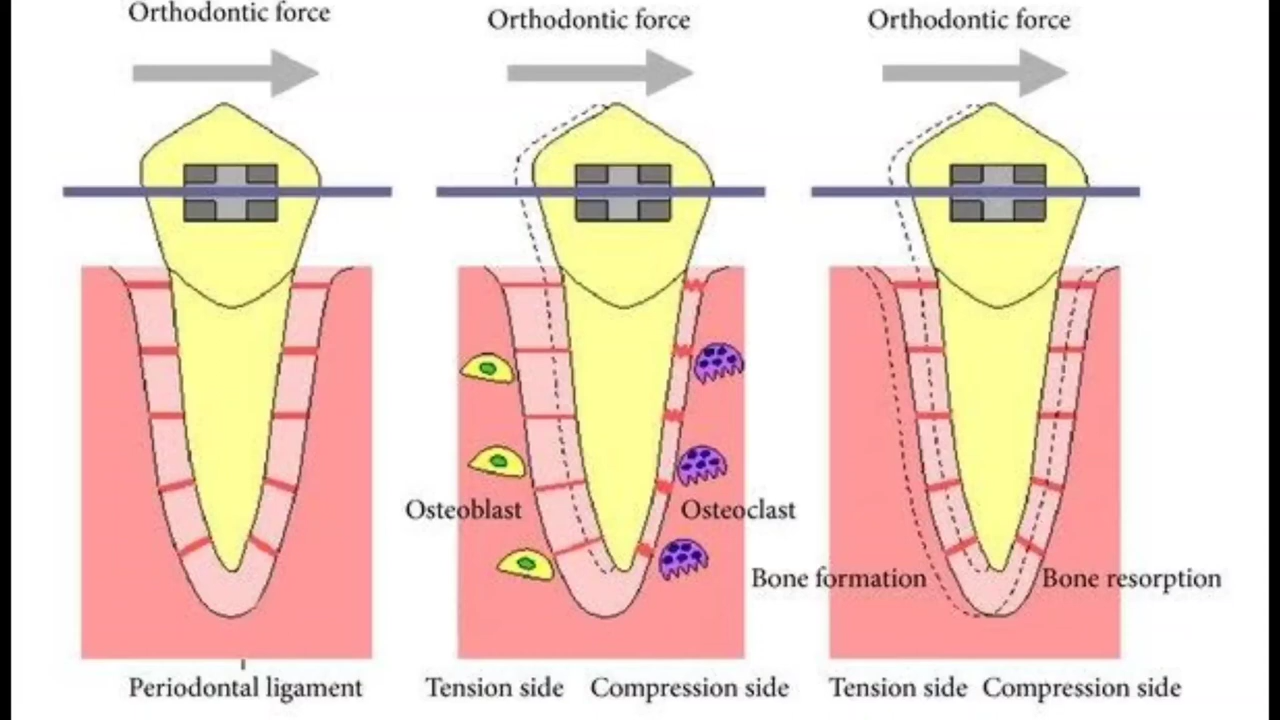 Orthodontic force
Orthodontic force
Orthodontic force
Osteoblast
Osteoclast
Bone formation
Bone resorption
Periodontal ligament
Tension side
Compression side
Tension side
Compression side